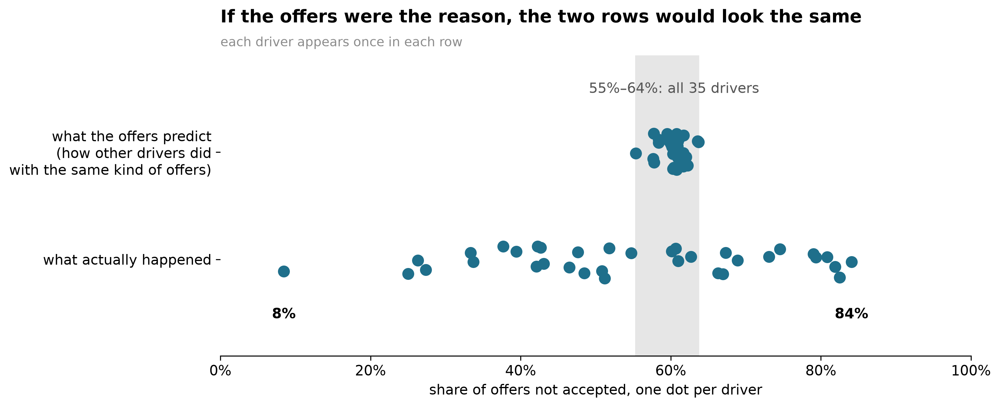 If the offers were the reason, the two rows would look the same
each driver appears once in each row
55%–64%: all 35 drivers
what the offers predict
(how other drivers did
with the same kind of offers)
what actually happened
8%
84%
0%
20%
40%
60%
80%
100%
share of offers not accepted, one dot per driver